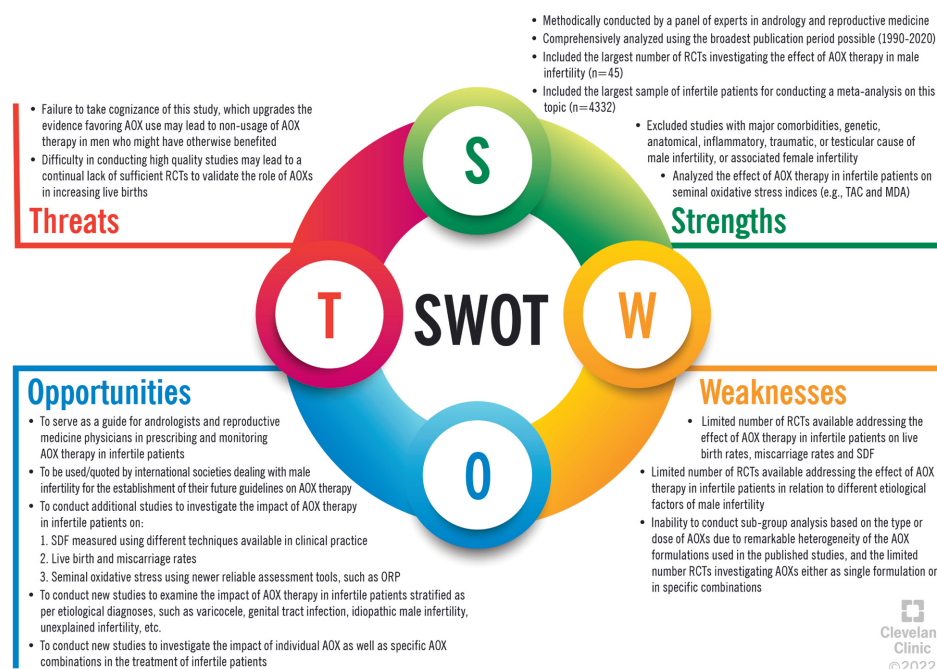 • Methodically conducted by a panel of experts in andrology and reproductive medicine
• Comprehensively analyzed using the broadest publication period possible (1990-2020)
• Included the largest number of RCTs investigating the effect of AOX therapy in male
infertility (n=45)
• Included the largest sample of infertile patients for conducting a meta-analysis on this
topic (n=4332)
• Excluded studies with major comorbidities, genetic,
anatomical, inflammatory, traumatic, or testicular cause of
male infertility, or associated female infertility
• Analyzed the effect of AOX therapy in infertile patients on
seminal oxidative stress indices (e.g., TAC and MDA)
Strengths
• Failure to take cognizance of this study, which upgrades the
evidence favoring AOX use may lead to non-usage of AOX
therapy in men who might have otherwise benefited
• Difficulty in conducting high quality studies may lead to a
continual lack of sufficient RCTs to validate the role of AOXs
in increasing live births
Threats
S
T
SWOT
W
O
Opportunities
• To serve as a guide for andrologists and reproductive
medicine physicians in prescribing and monitoring
AOX therapy in infertile patients
• To be used/quoted by international societies dealing with male
infertility for the establishment of their future guidelines on AOX therapy
• To conduct additional studies to investigate the impact of AOX therapy
in infertile patients on:
1. SDF measured using different techniques available in clinical practice
2. Live birth and miscarriage rates
3. Seminal oxidative stress using newer reliable assessment tools, such as ORP
• To conduct new studies to examine the impact of AOX therapy in infertile patients stratified as
per etiological diagnoses, such as varicocele, genital tract infection, idiopathic male infertility,
unexplained infertility, etc.
• To conduct new studies to investigate the impact of individual AOX as well as specific AOX
combinations in the treatment of infertile patients
Weaknesses
• Limited number of RCTs available addressing the
effect of AOX therapy in infertile patients on live
birth rates, miscarriage rates and SDF
• Limited number of RCTs available addressing the effect of AOX
therapy in infertile patients in relation to different etiological
factors of male infertility
• Inability to conduct sub-group analysis based on the type or
dose of AOXs due to remarkable heterogeneity of the AOX
formulations used in the published studies, and the limited
number RCTs investigating AOXs either as single formulation or
in specific combinations
Clevelan
Clinic
©2022